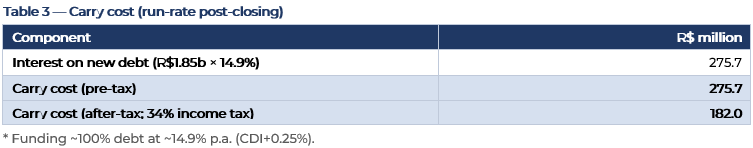 Table 3 — Carry cost (run-rate post-closing)
Component R$ million
Interest on new debt (R$1.85b × 14.9%) 275.7
Carry cost (pre-tax) 275.7
Carry cost (after-tax; 34% income tax) 182.0
* Funding ~100% debt at ~14.9% p.a. (CDI+0.25%).